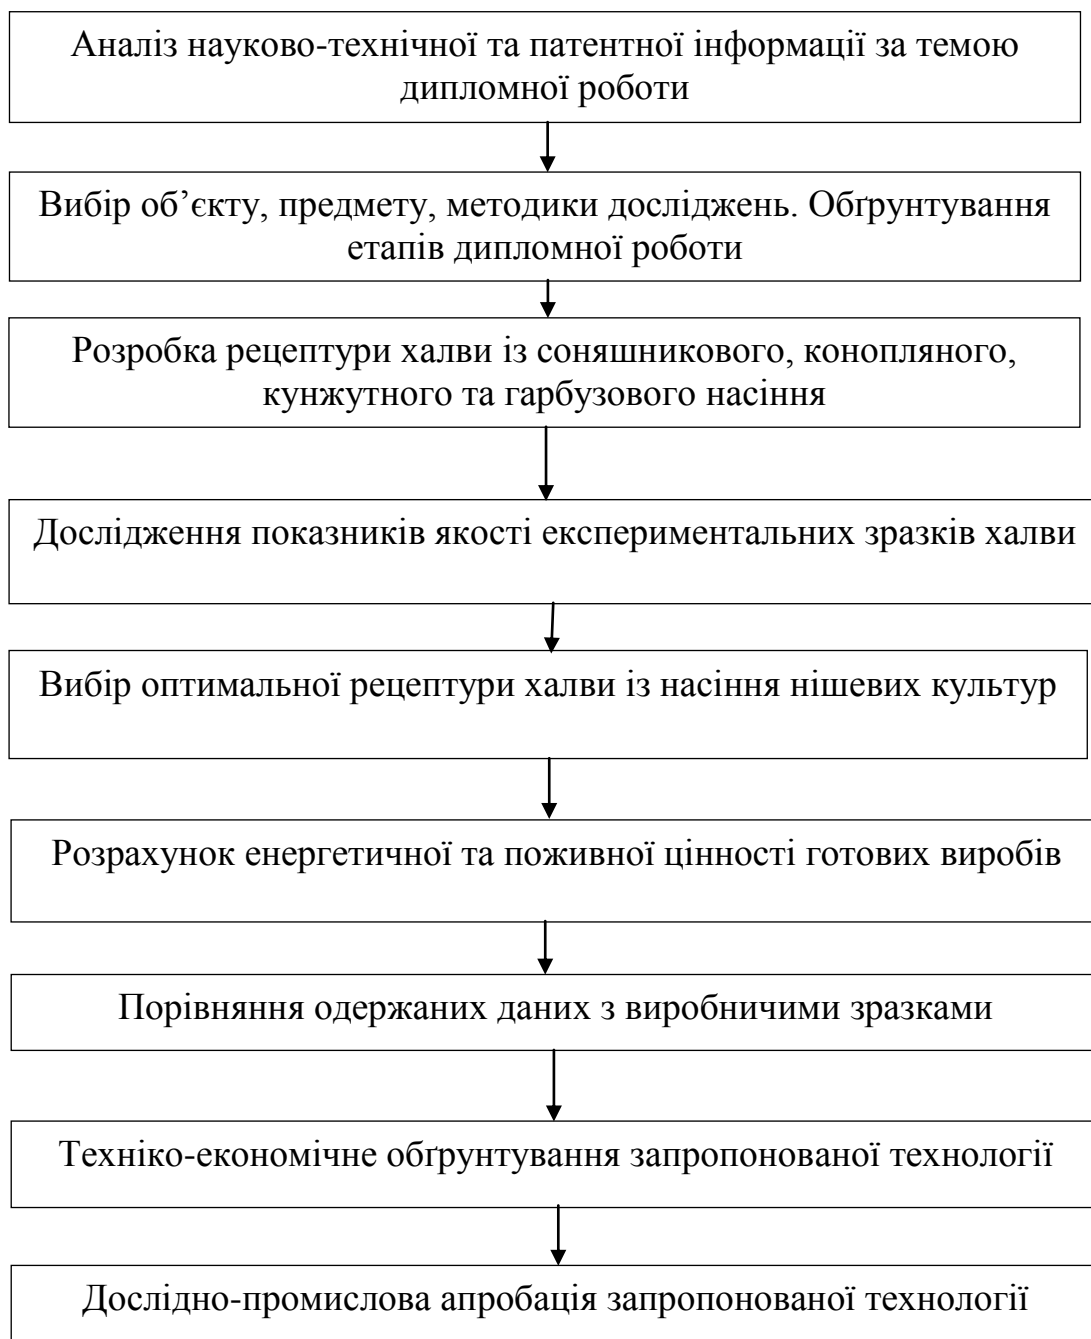 Аналіз науково-технічної та патентної інформації за темою
дипломної роботи
Вибір об’єкту, предмету, методики досліджень. Обґрунтування
етапів дипломної роботи
Розробка рецептури халви із соняшникового, конопляного,
кунжутного та гарбузового насіння
Дослідження показників якості експериментальних зразків халви
Вибір оптимальної рецептури халви із насіння нішевих культур
Розрахунок енергетичної та поживної цінності готових виробів
Порівняння одержаних даних з виробничими зразками
Техніко-економічне обґрунтування запропонованої технології
Дослідно-промислова апробація запропонованої технології